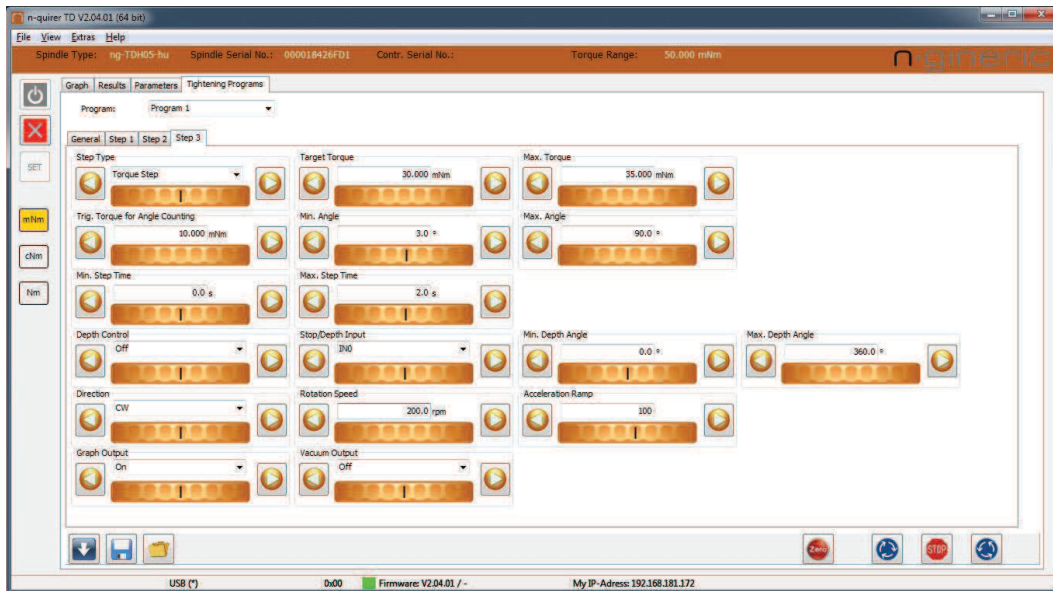 n-quirer TD V2.04.01 (64 bit)
File View Extras Help
Spindle Type: ng-TDH05-hu Spindle Serial No.: 000018426FD1 Contr. Serial No.: Torque Range: 50.000 mNm n-gineric
Graph Results Parameters Tightening Programs
Program: Program 1
General Step 1 Step 2 Step 3
SET
mNm
cNm
Nm
Step Type Target Torque Max. Torque
Torque Step 30.000 mNm 35.000 mNm
Trig. Torque for Angle Counting Min. Angle Max. Angle
10.000 mNm 3.0 ° 90.0 °
Min. Step Time Max. Step Time
0.0 s 2.0 s
Depth Control Stop/Depth Input Min. Depth Angle Max. Depth Angle
Off IN0 0.0 ° 360.0 °
Direction Rotation Speed Acceleration Ramp
CW 200.0 rpm 100
Graph Output Vacuum Output
On Off
Zero STOP
USB (*) 0x00 Firmware: V2.04.01 / - My IP-Adress: 192.168.181.172